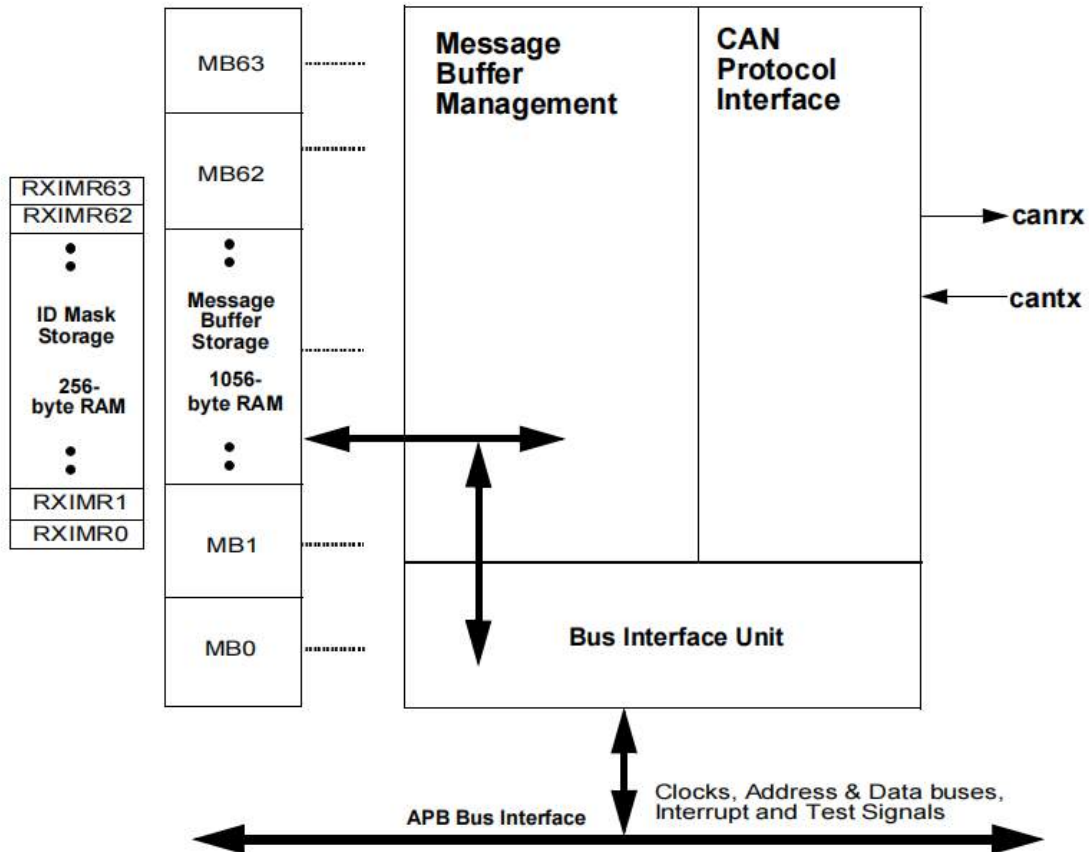 RXIMR63
RXIMR62
ID Mask
Storage
256-
byte RAM
RXIMR1
RXIMR0
MB63
MB62
Message
Buffer
Storage
1056-
byte RAM
MB1
MB0
Message
Buffer
Management
CAN
Protocol
Interface
canrx
cantx
Bus Interface Unit
Clocks, Address & Data buses,
Interrupt and Test Signals
APB Bus Interface